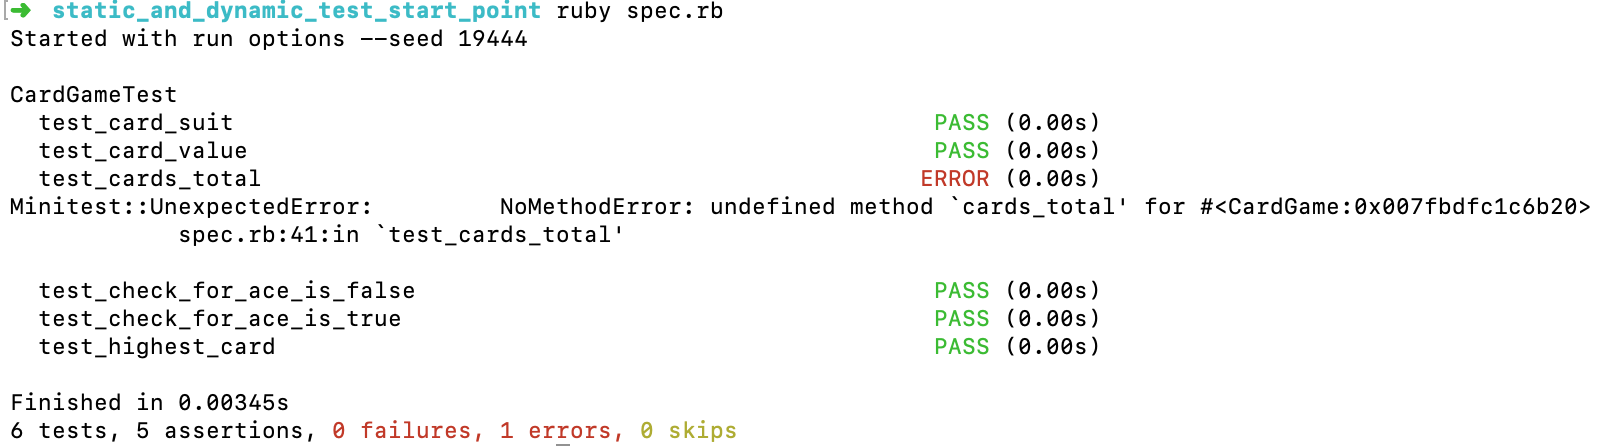 ➜  static_and_dynamic_test_start_point ruby spec.rb
Started with run options --seed 19444
CardGameTest
  test_card_suit                                                  PASS (0.00s)
  test_card_value                                                 PASS (0.00s)
  test_cards_total                                               ERROR (0.00s)
Minitest::UnexpectedError:         NoMethodError: undefined method `cards_total' for #<CardGame:0x007fbdfc1c6b20>
            spec.rb:41:in `test_cards_total'
  test_check_for_ace_is_false                                     PASS (0.00s)
  test_check_for_ace_is_true                                      PASS (0.00s)
  test_highest_card                                               PASS (0.00s)
Finished in 0.00345s
6 tests, 5 assertions, 0 failures, 1 errors, 0 skips